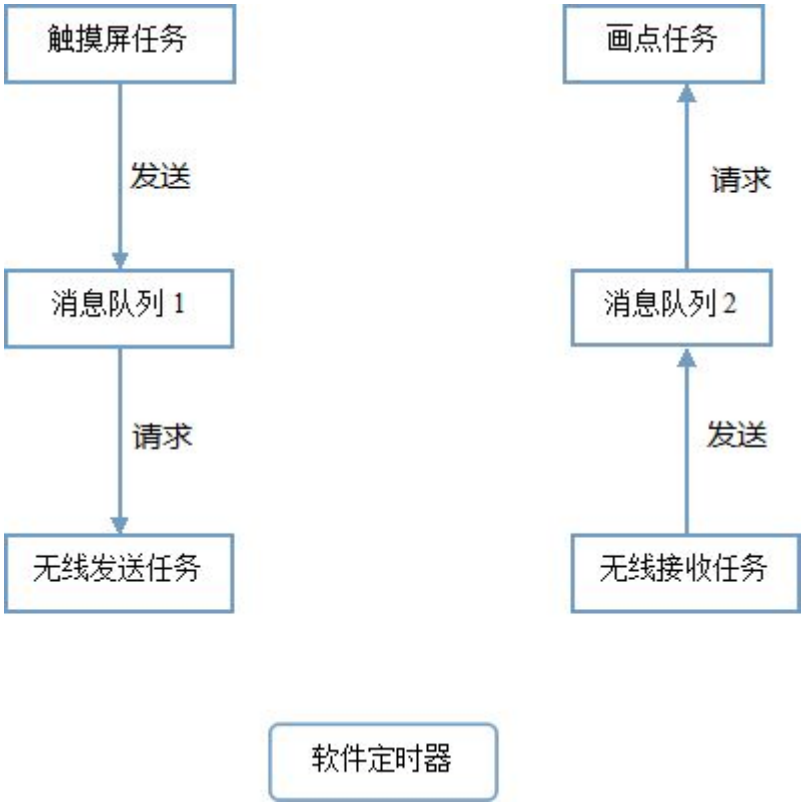 触摸屏任务
画点任务
发送
请求
消息队列 1
消息队列 2
请求
发送
无线发送任务
无线接收任务
软件定时器